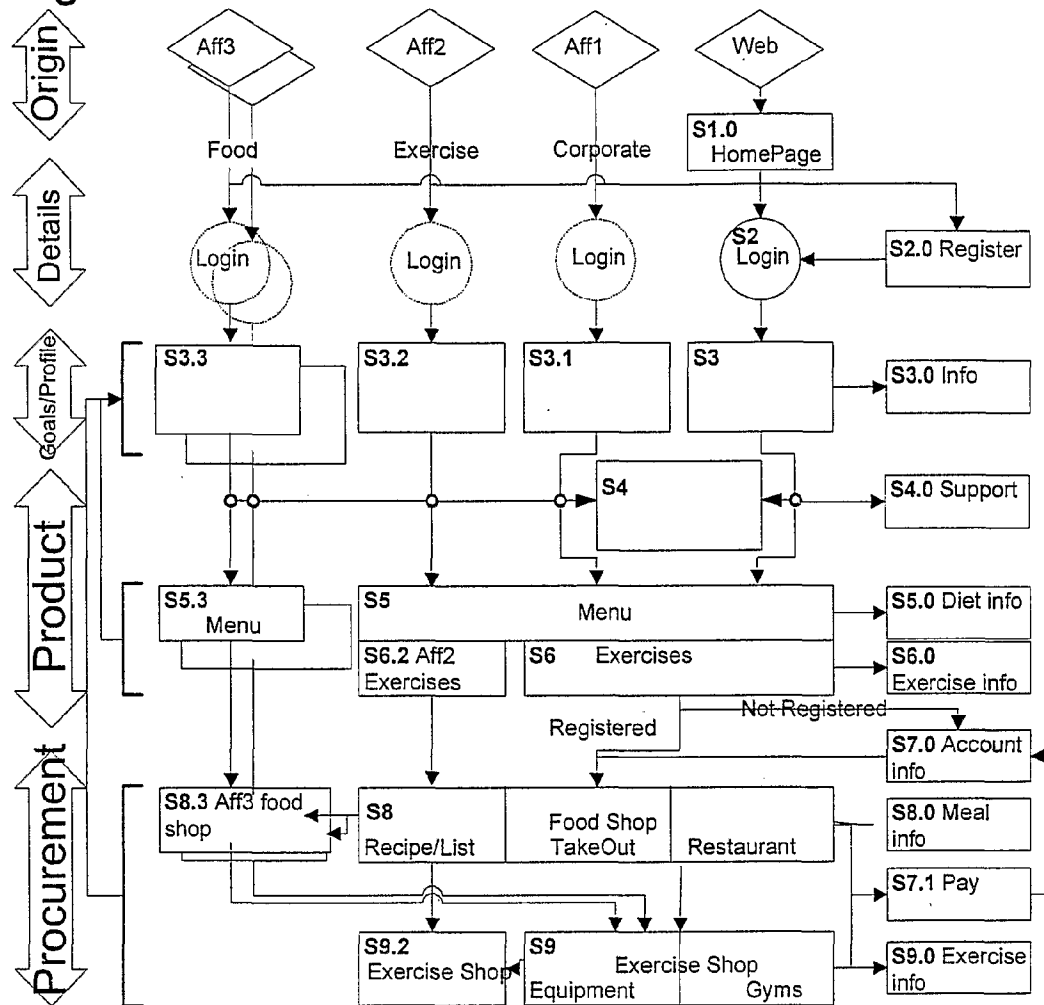 Origin
Aff3
Aff2
Aff1
Web
S1.0
HomePage
Food
Exercise
Corporate
Details
Login
Login
Login
S2
Login
S2.0 Register
Goals/Profile
S3.3
S3.2
S3.1
S3
S3.0 Info
S4
S4.0 Support
Product
S5.3
Menu
S5
Menu
S5.0 Diet info
S6.2 Aff2
Exercises
S6 Exercises
S6.0
Exercise info
Registered
Not Registered
S7.0 Account
info
Procurement
S8.3 Aff3 food
shop
S8
Recipe/List
Food Shop
TakeOut
Restaurant
S8.0 Meal
info
S7.1 Pay
S9.2
Exercise Shop
S9
Exercise Shop
Equipment
Gyms
S9.0 Exercise
info